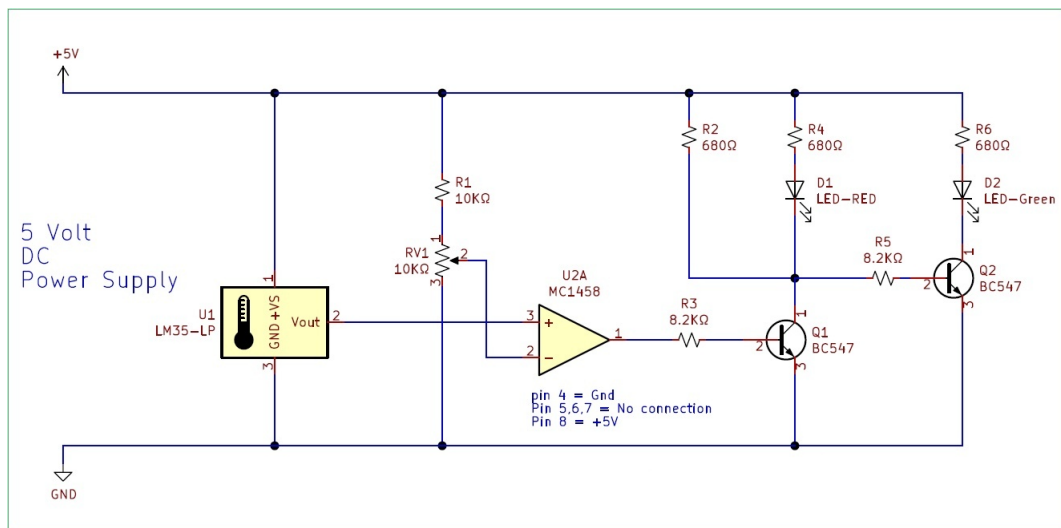 +5V
R2
680Ω
R4
680Ω
R6
680Ω
R1
10KΩ
D1
LED-RED
D2
LED-Green
5 Volt
DC
Power Supply
1
RV1
10KΩ
2
3
R5
8.2KΩ
1
2
Q2
BC547
3
U2A
MC1458
1
U1
LM35-LP
+VS
GND
Vout
2
3
3
+
2
-
1
R3
8.2KΩ
1
2
Q1
BC547
3
pin 4 = Gnd
Pin 5,6,7 = No connection
Pin 8 = +5V
GND